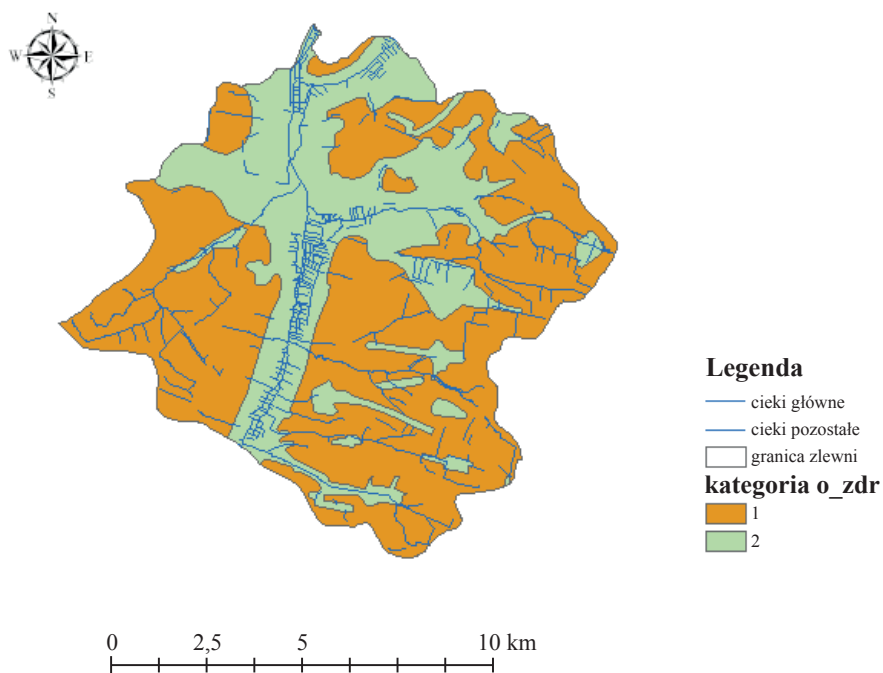 N
W E
S
Legenda
cieki główne
cieki pozostałe
granica zlewni
kategoria o_zdr
1
2
0 2,5 5 10 km